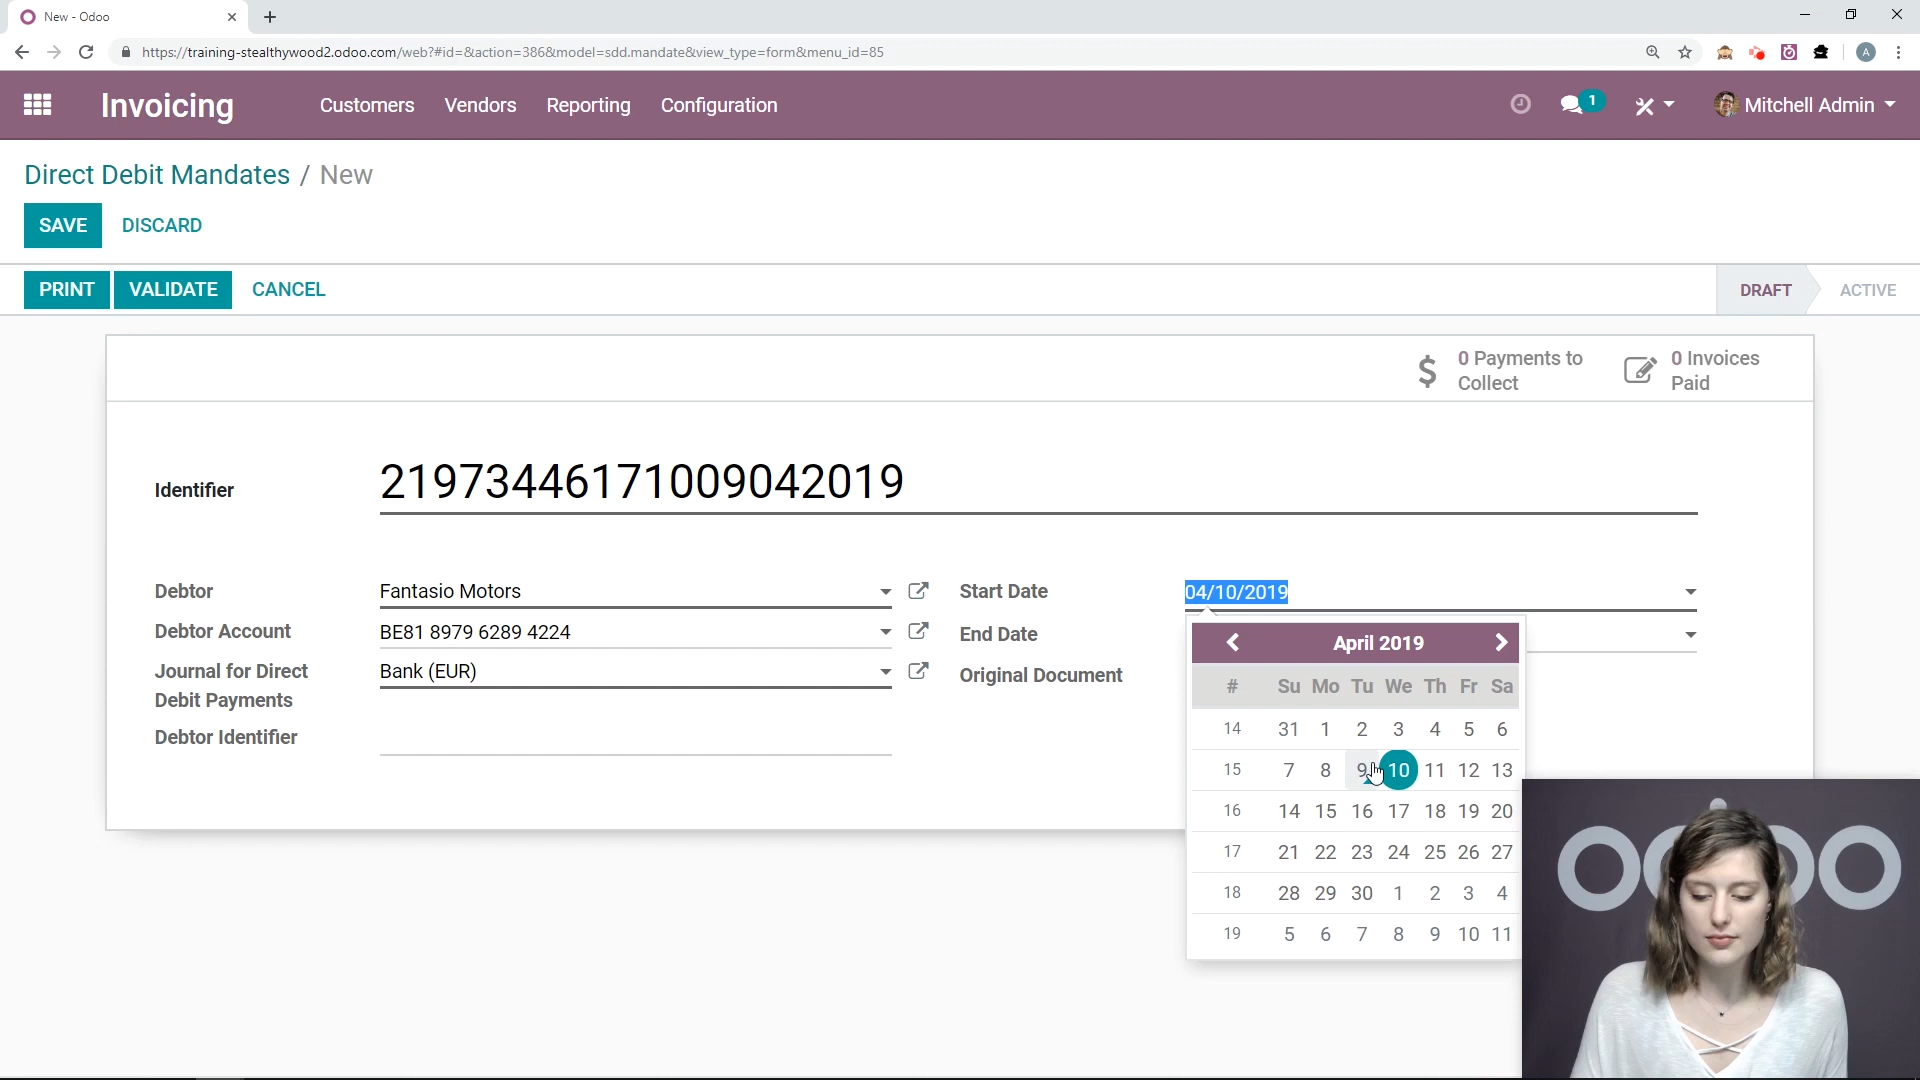 New - Odoo
https://training-stealthywood2.odoo.com/web?#id=&action=386&model=sdd.mandate&view_type=form&menu_id=85
A
Invoicing
Customers Vendors Reporting Configuration
1
Mitchell Admin
Direct Debit Mandates / New
SAVE DISCARD
PRINT VALIDATE CANCEL
DRAFT ACTIVE
0 Payments to Collect
0 Invoices Paid
Identifier
21973446171009042019
Debtor Fantasio Motors
Debtor Account BE81 8979 6289 4224
Journal for Direct Debit Payments Bank (EUR)
Debtor Identifier
Start Date 04/10/2019
End Date
Original Document
April 2019
# Su Mo Tu We Th Fr Sa
14 31 1 2 3 4 5 6
15 7 8 9 10 11 12 13
16 14 15 16 17 18 19 20
17 21 22 23 24 25 26 27
18 28 29 30 1 2 3 4
19 5 6 7 8 9 10 11
odoo